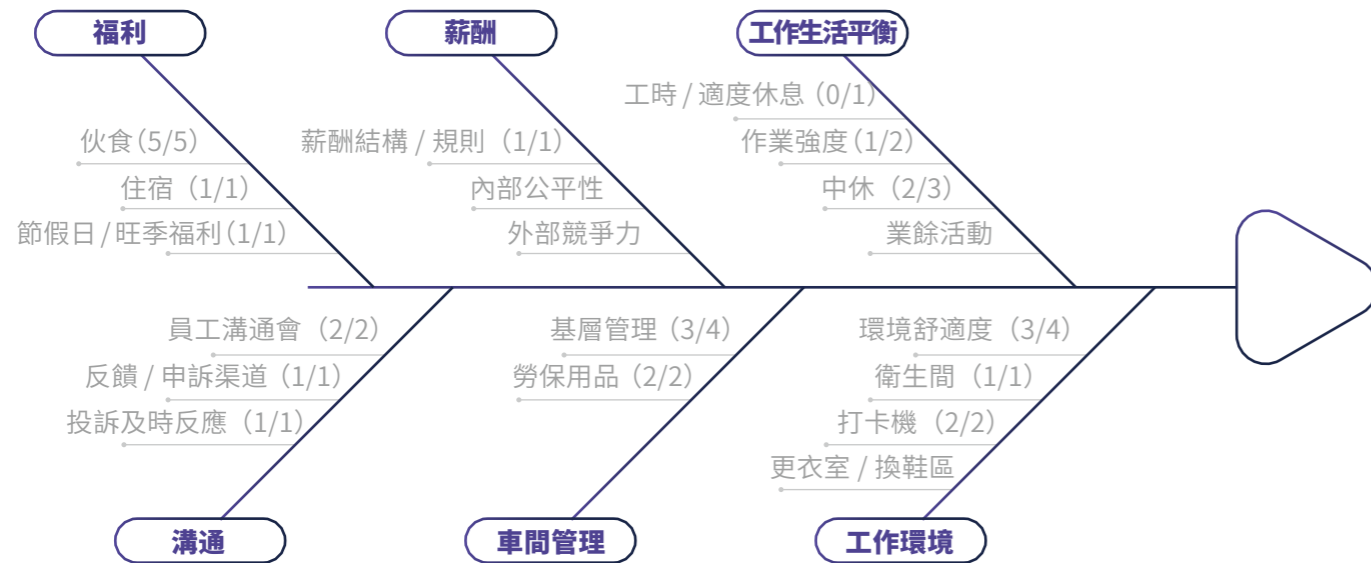 福利
薪酬
工作生活平衡
工時 / 適度休息(0/1)
伙食(5/5)
薪酬結構 / 規則(1/1)
作業強度(1/2)
住宿(1/1)
內部公平性
中休(2/3)
節假日 / 旺季福利(1/1)
外部競爭力
業餘活動
員工溝通會(2/2)
基層管理(3/4)
環境舒適度(3/4)
反饋 / 申訴渠道(1/1)
勞保用品(2/2)
衛生間(1/1)
投訴及時反應(1/1)
打卡機(2/2)
更衣室 / 換鞋區
溝通
車間管理
工作環境